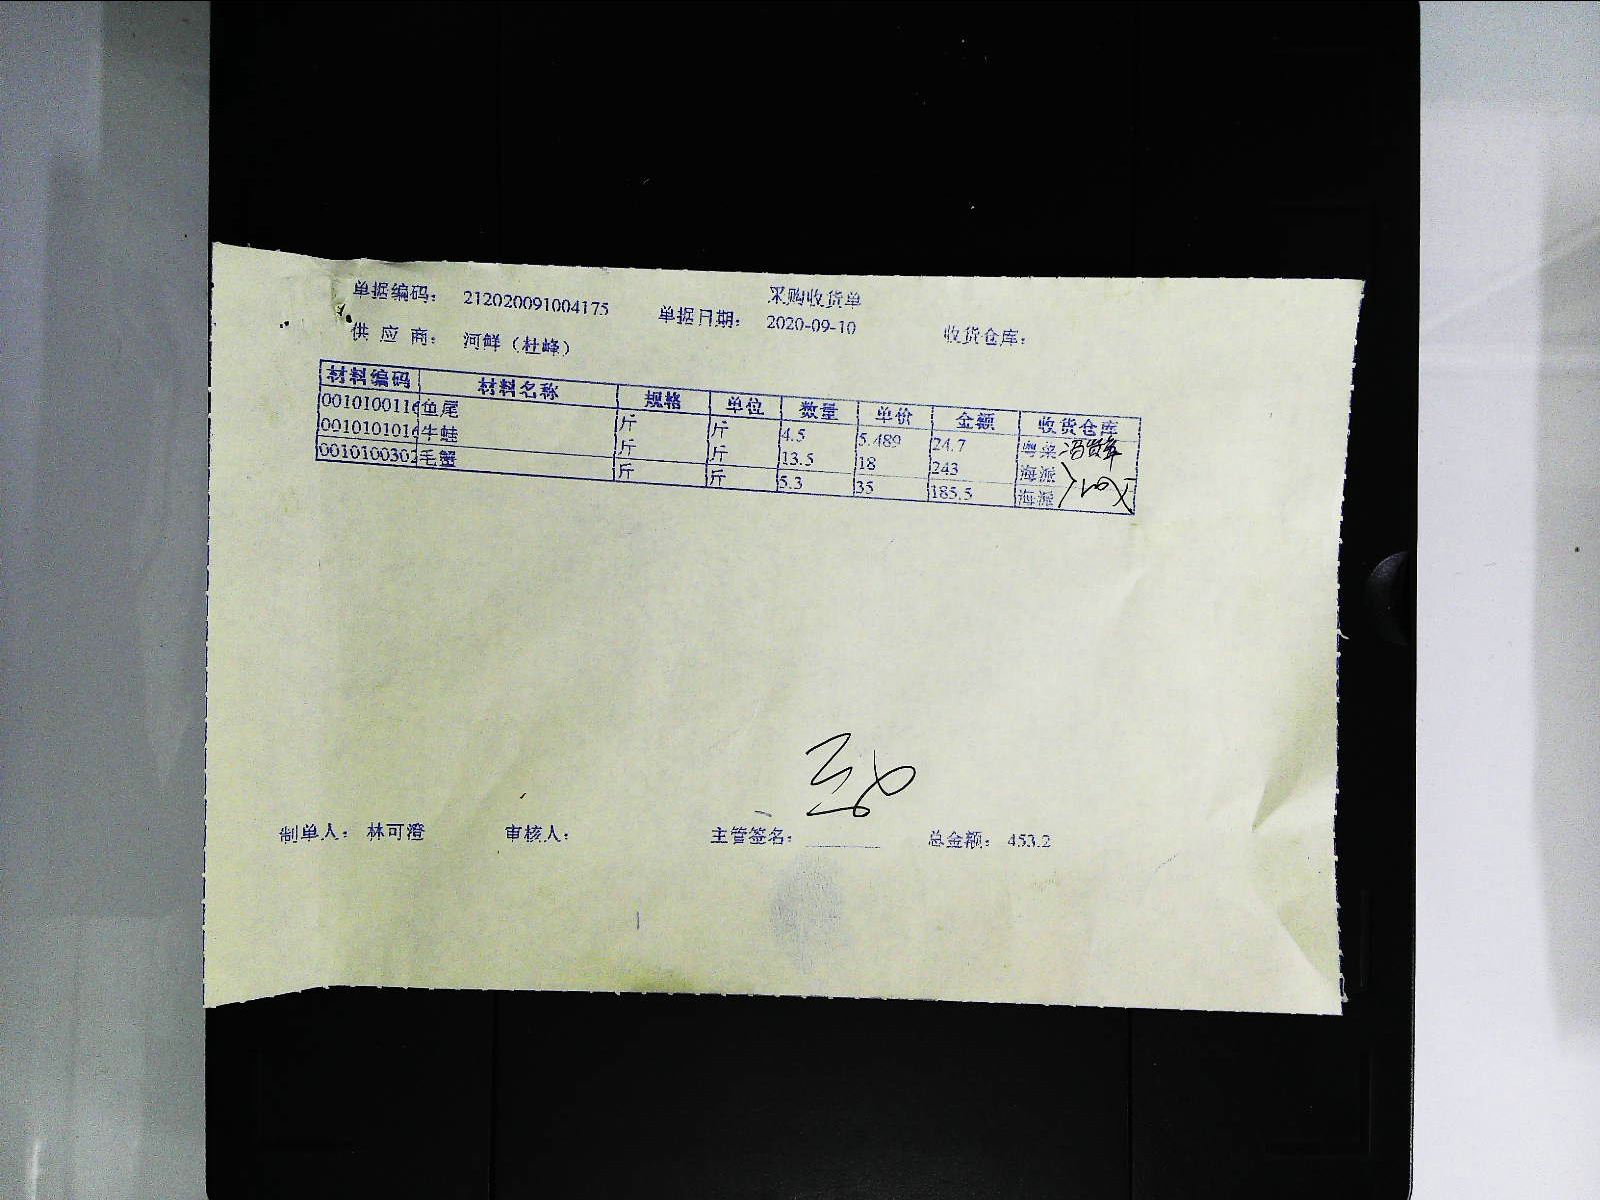 采购收货单
单据编码： 212020091004175 单据日期： 2020-09-10 收货仓库：
供 应 商： 河鲜（杜峰）
材料编码 材料名称 规格 单位 数量 单价 金额 收货仓库
0010100116 鱼尾 斤 斤 4.5 5.489 24.7 粤菜
001010101 牛蛙 斤 斤 13.5 18 243 海派
001010030 毛蟹 斤 斤 5.3 35 185.5 海派
制单人： 林可澄 审核人： 主管签名： 总金额： 453.2